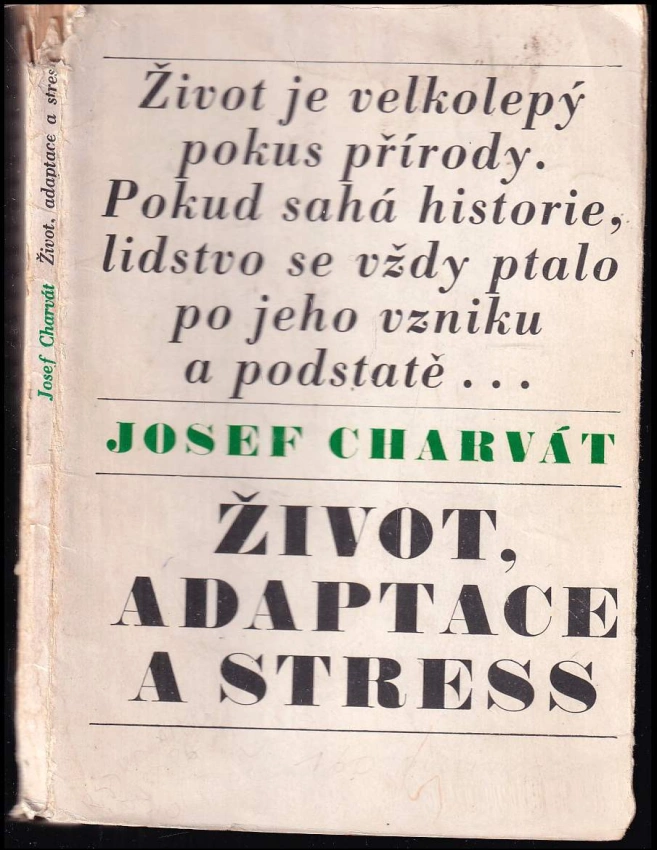 Život je velkolepý
pokus přírody.
Pokud sahá historie,
lidstvo se vždy ptalo
po jeho vzniku
a podstatě...
JOSEF CHARVÁT
ŽIVOT,
ADAPTACE
A STRESS
Josef Charvát Život, adaptace a stres